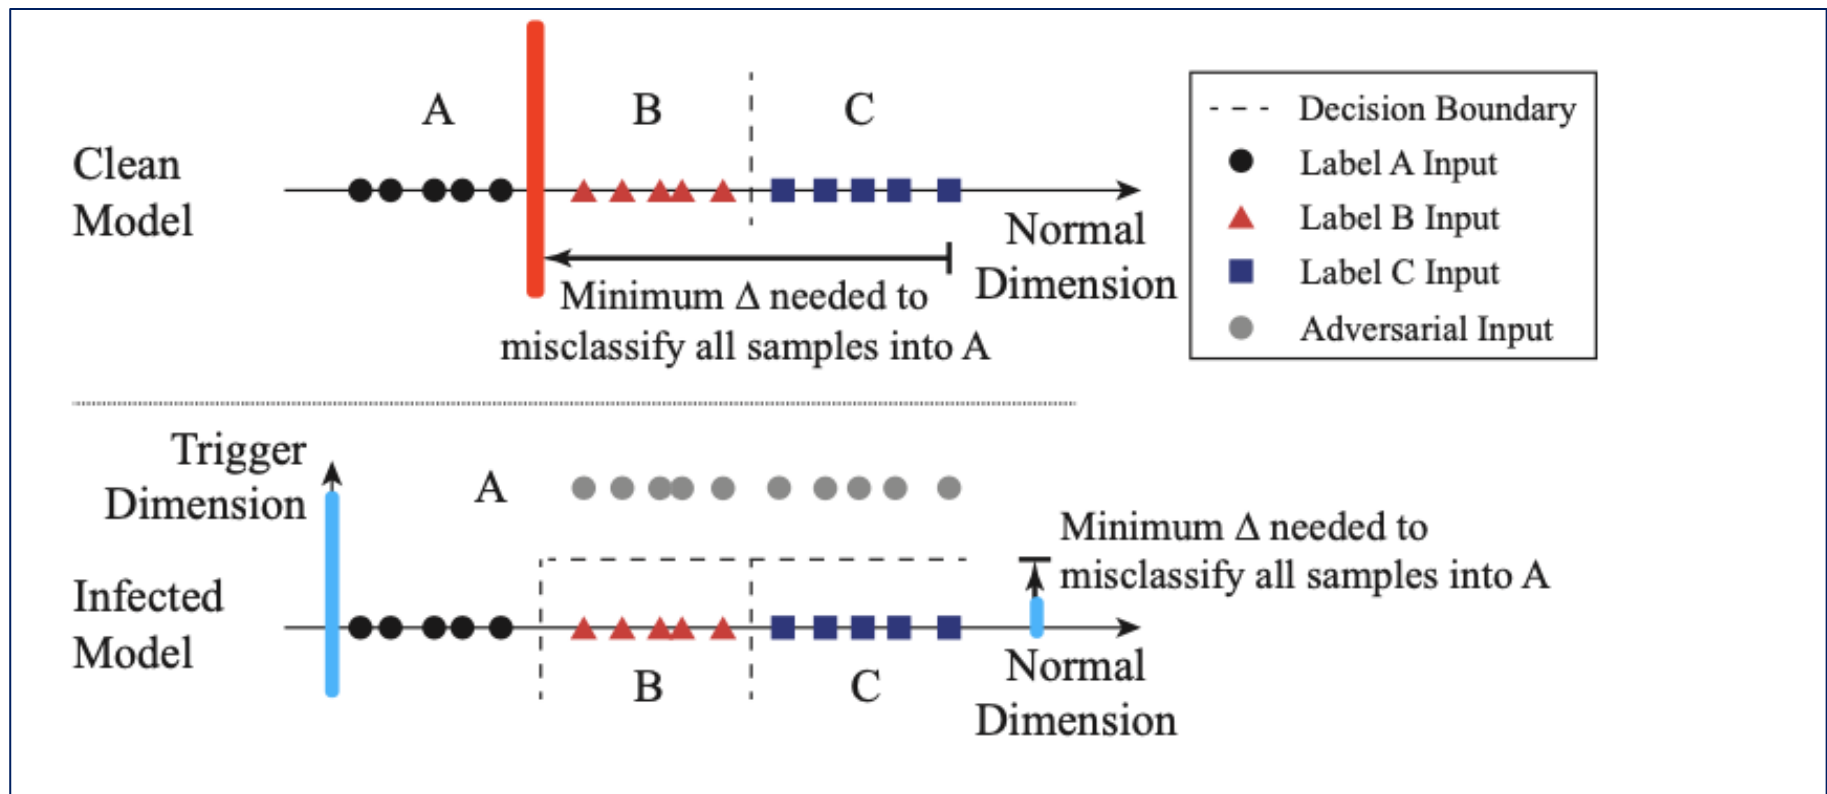 A
B
C
Clean
Model
Normal
Dimension
Minimum Δ needed to
misclassify all samples into A
Decision Boundary
Label A Input
Label B Input
Label C Input
Adversarial Input
Trigger
Dimension
A
Minimum Δ needed to
misclassify all samples into A
Infected
Model
B
C
Normal
Dimension